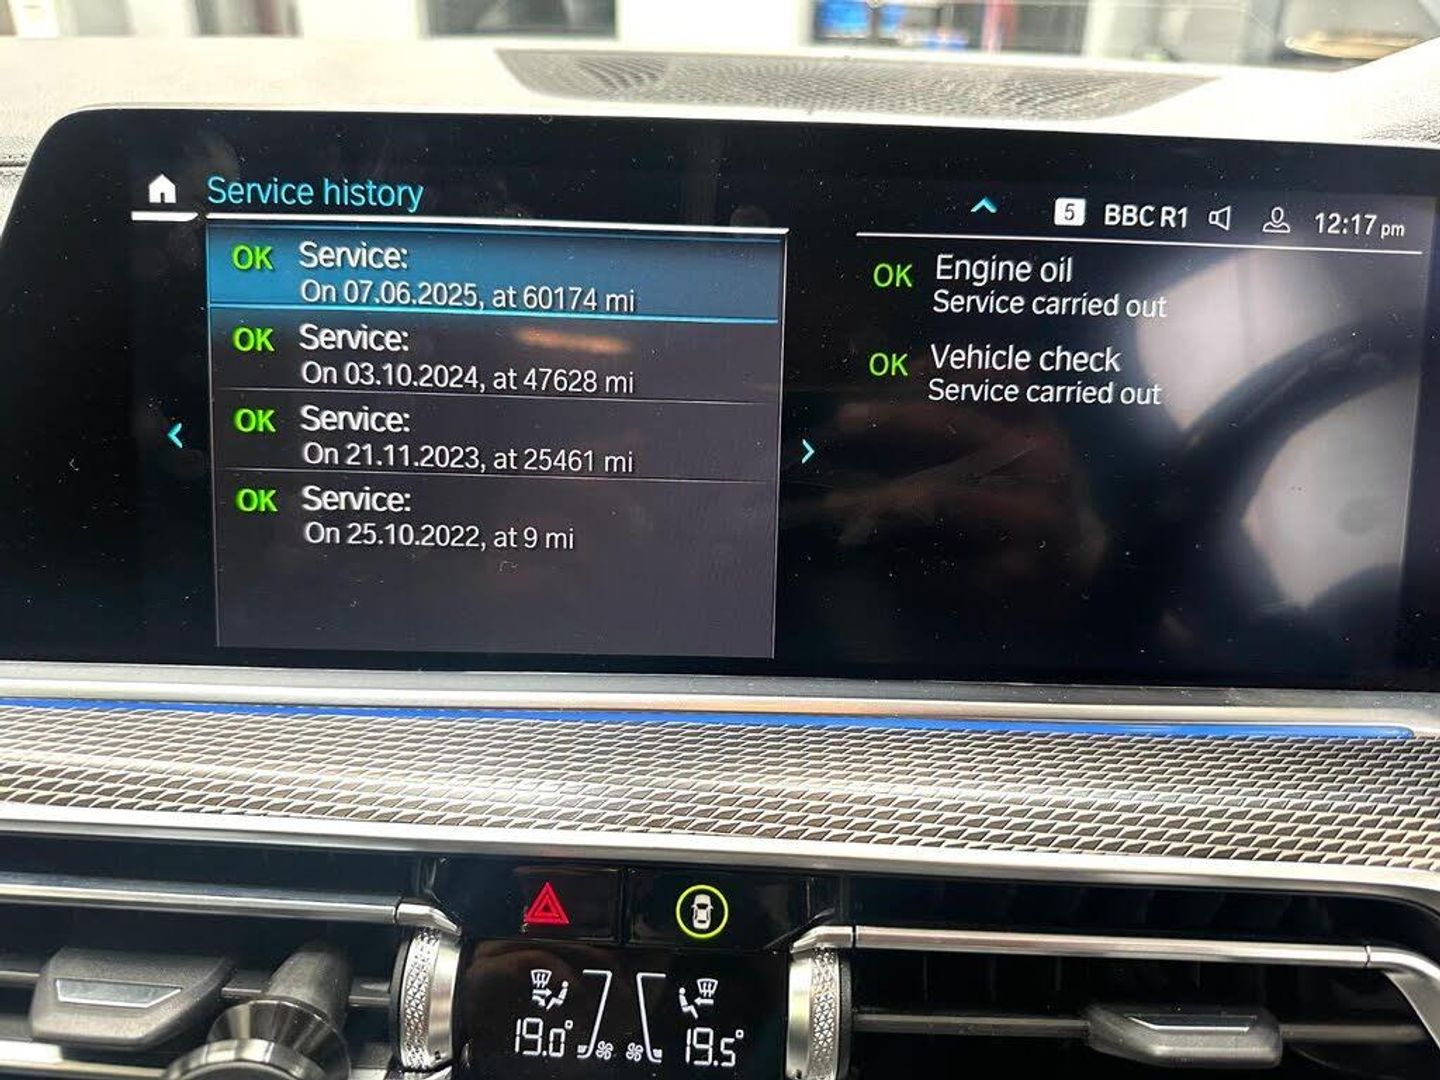 Service history
5 BBC R1 12:17 pm
OK Service:
On 07.06.2025, at 60174 mi
OK Service:
On 03.10.2024, at 47628 mi
OK Service:
On 21.11.2023, at 25461 mi
OK Service:
On 25.10.2022, at 9 mi
OK Engine oil
Service carried out
OK Vehicle check
Service carried out
19.0° 19.5°